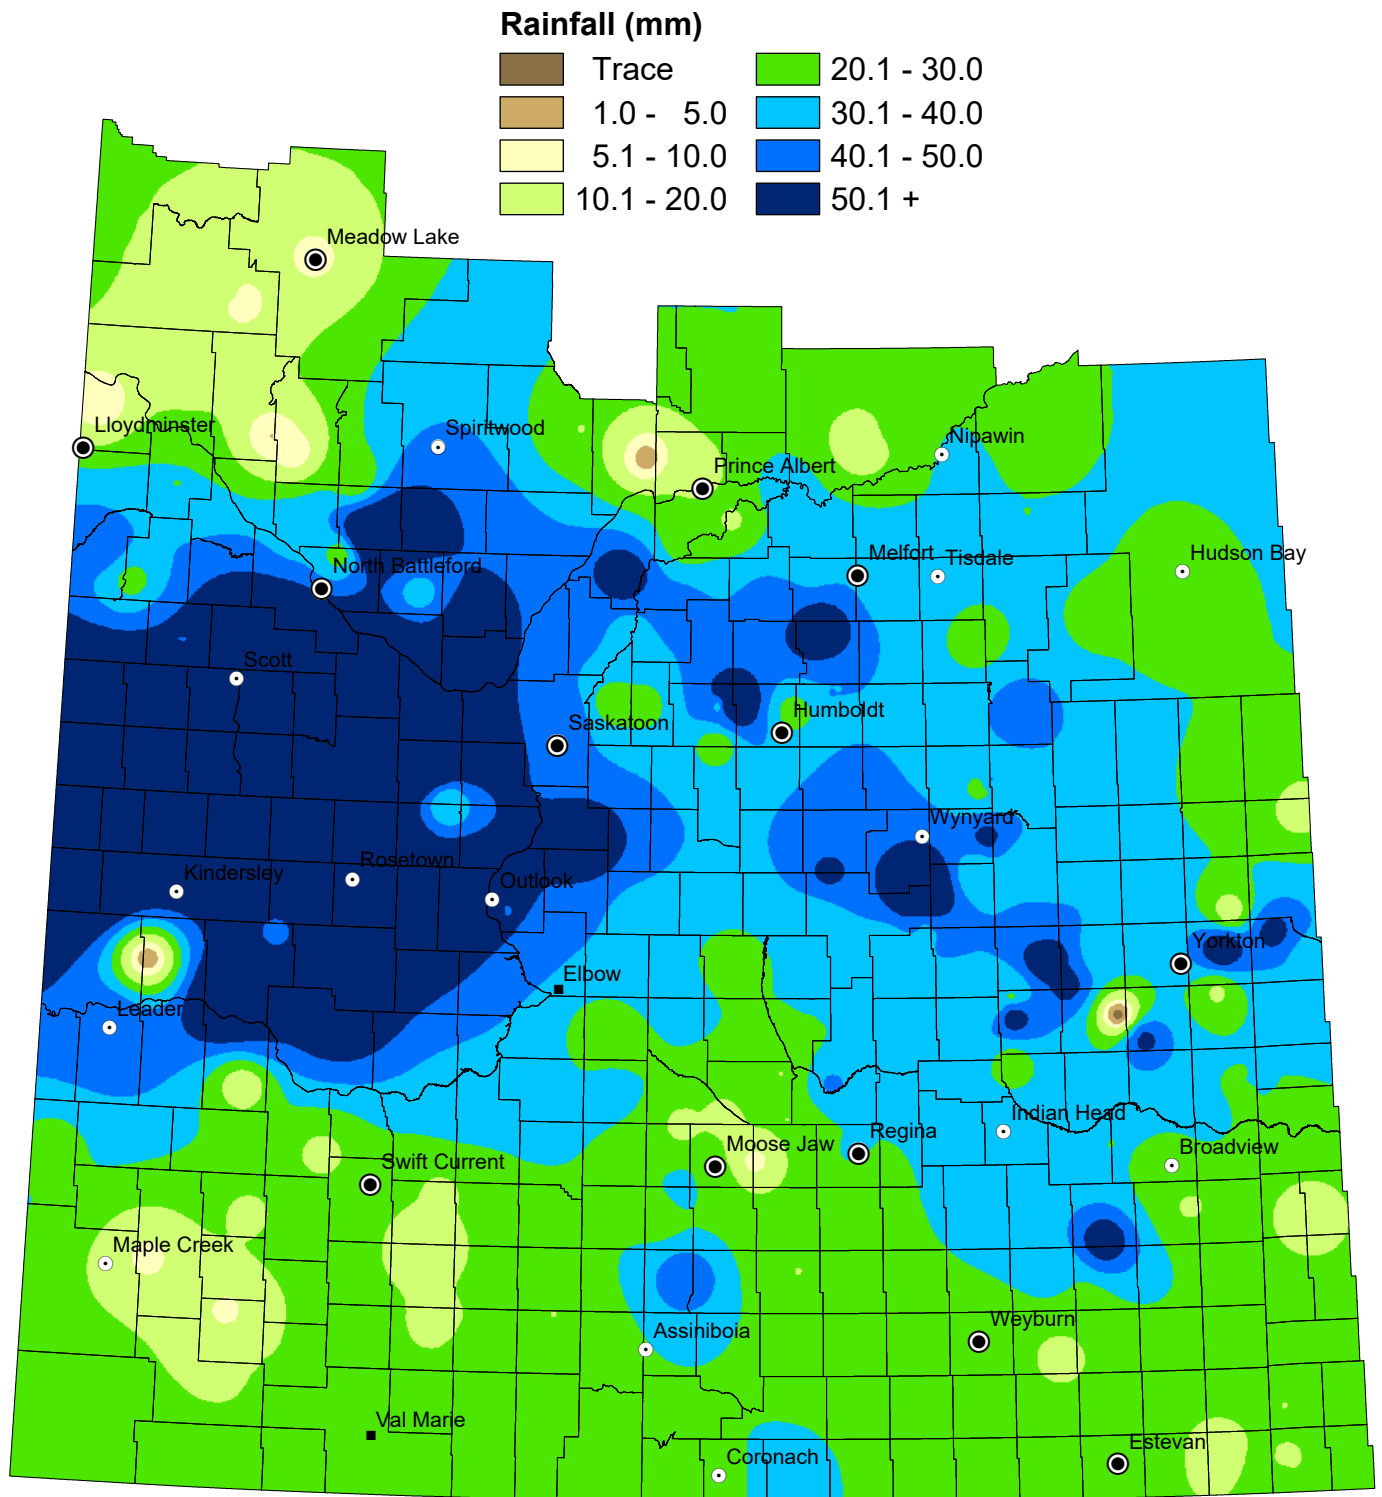 Rainfall (mm)
Trace 20.1 - 30.0
1.0 - 5.0 30.1 - 40.0
5.1 - 10.0 40.1 - 50.0
10.1 - 20.0 50.1 +
Meadow Lake
Lloydminster
Spiritwood
Nipawin
Prince Albert
North Battleford
Melfort
Tisdale
Hudson Bay
Scott
Saskatoon
Humboldt
Wynyard
Kindersley
Rosetown
Outlook
Yorkton
Elbow
Leader
Indian Head
Moose Jaw
Regina
Broadview
Swift Current
Maple Creek
Assiniboia
Weyburn
Val Marie
Coronach
Estevan